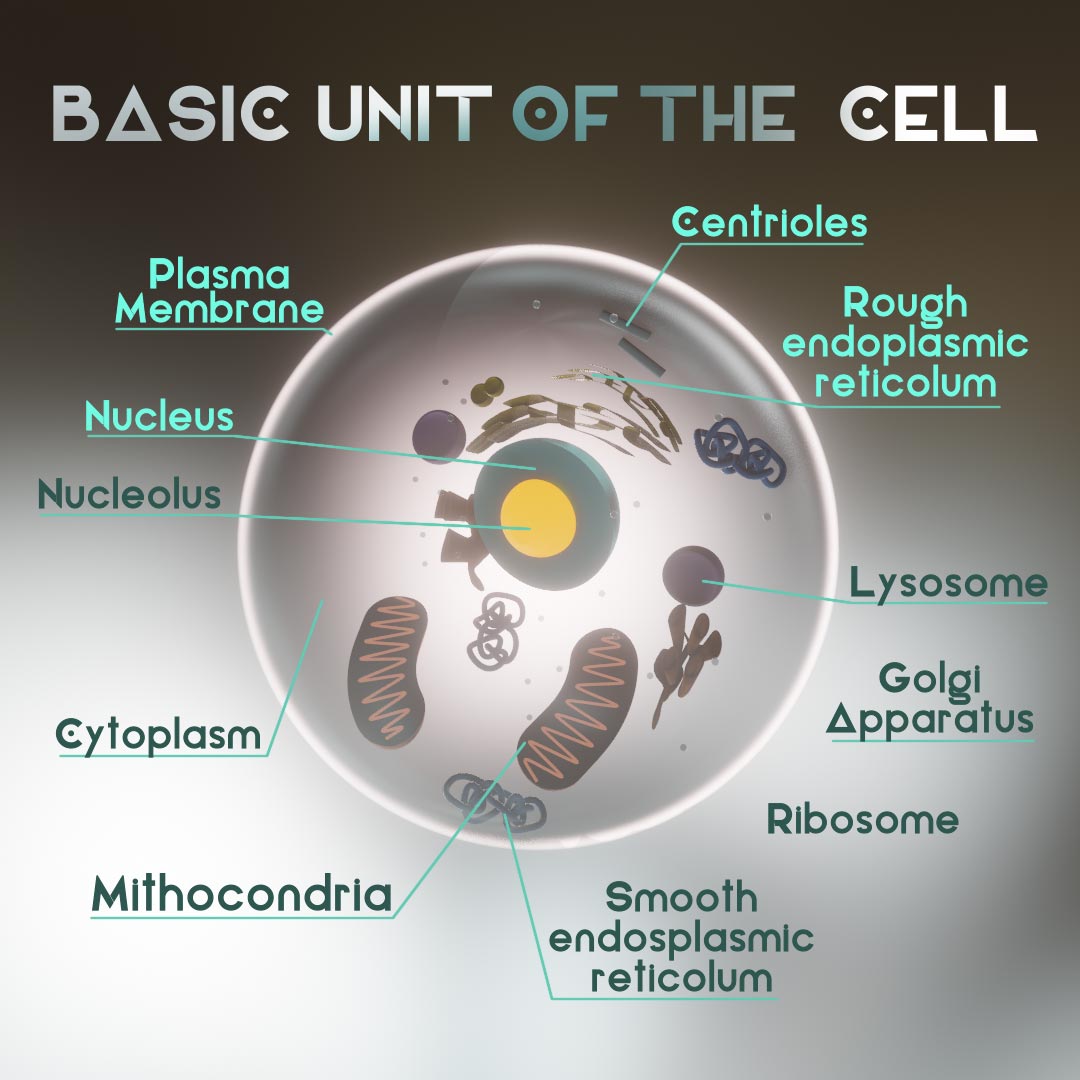 BASIC UNIT OF THE CELL
Centrioles
Plasma
Membrane
Rough
endoplasmic
reticolum
Nucleus
Nucleolus
Lysosome
Golgi
Apparatus
Cytoplasm
Ribosome
Mithocondria
Smooth
endosplasmic
reticolum